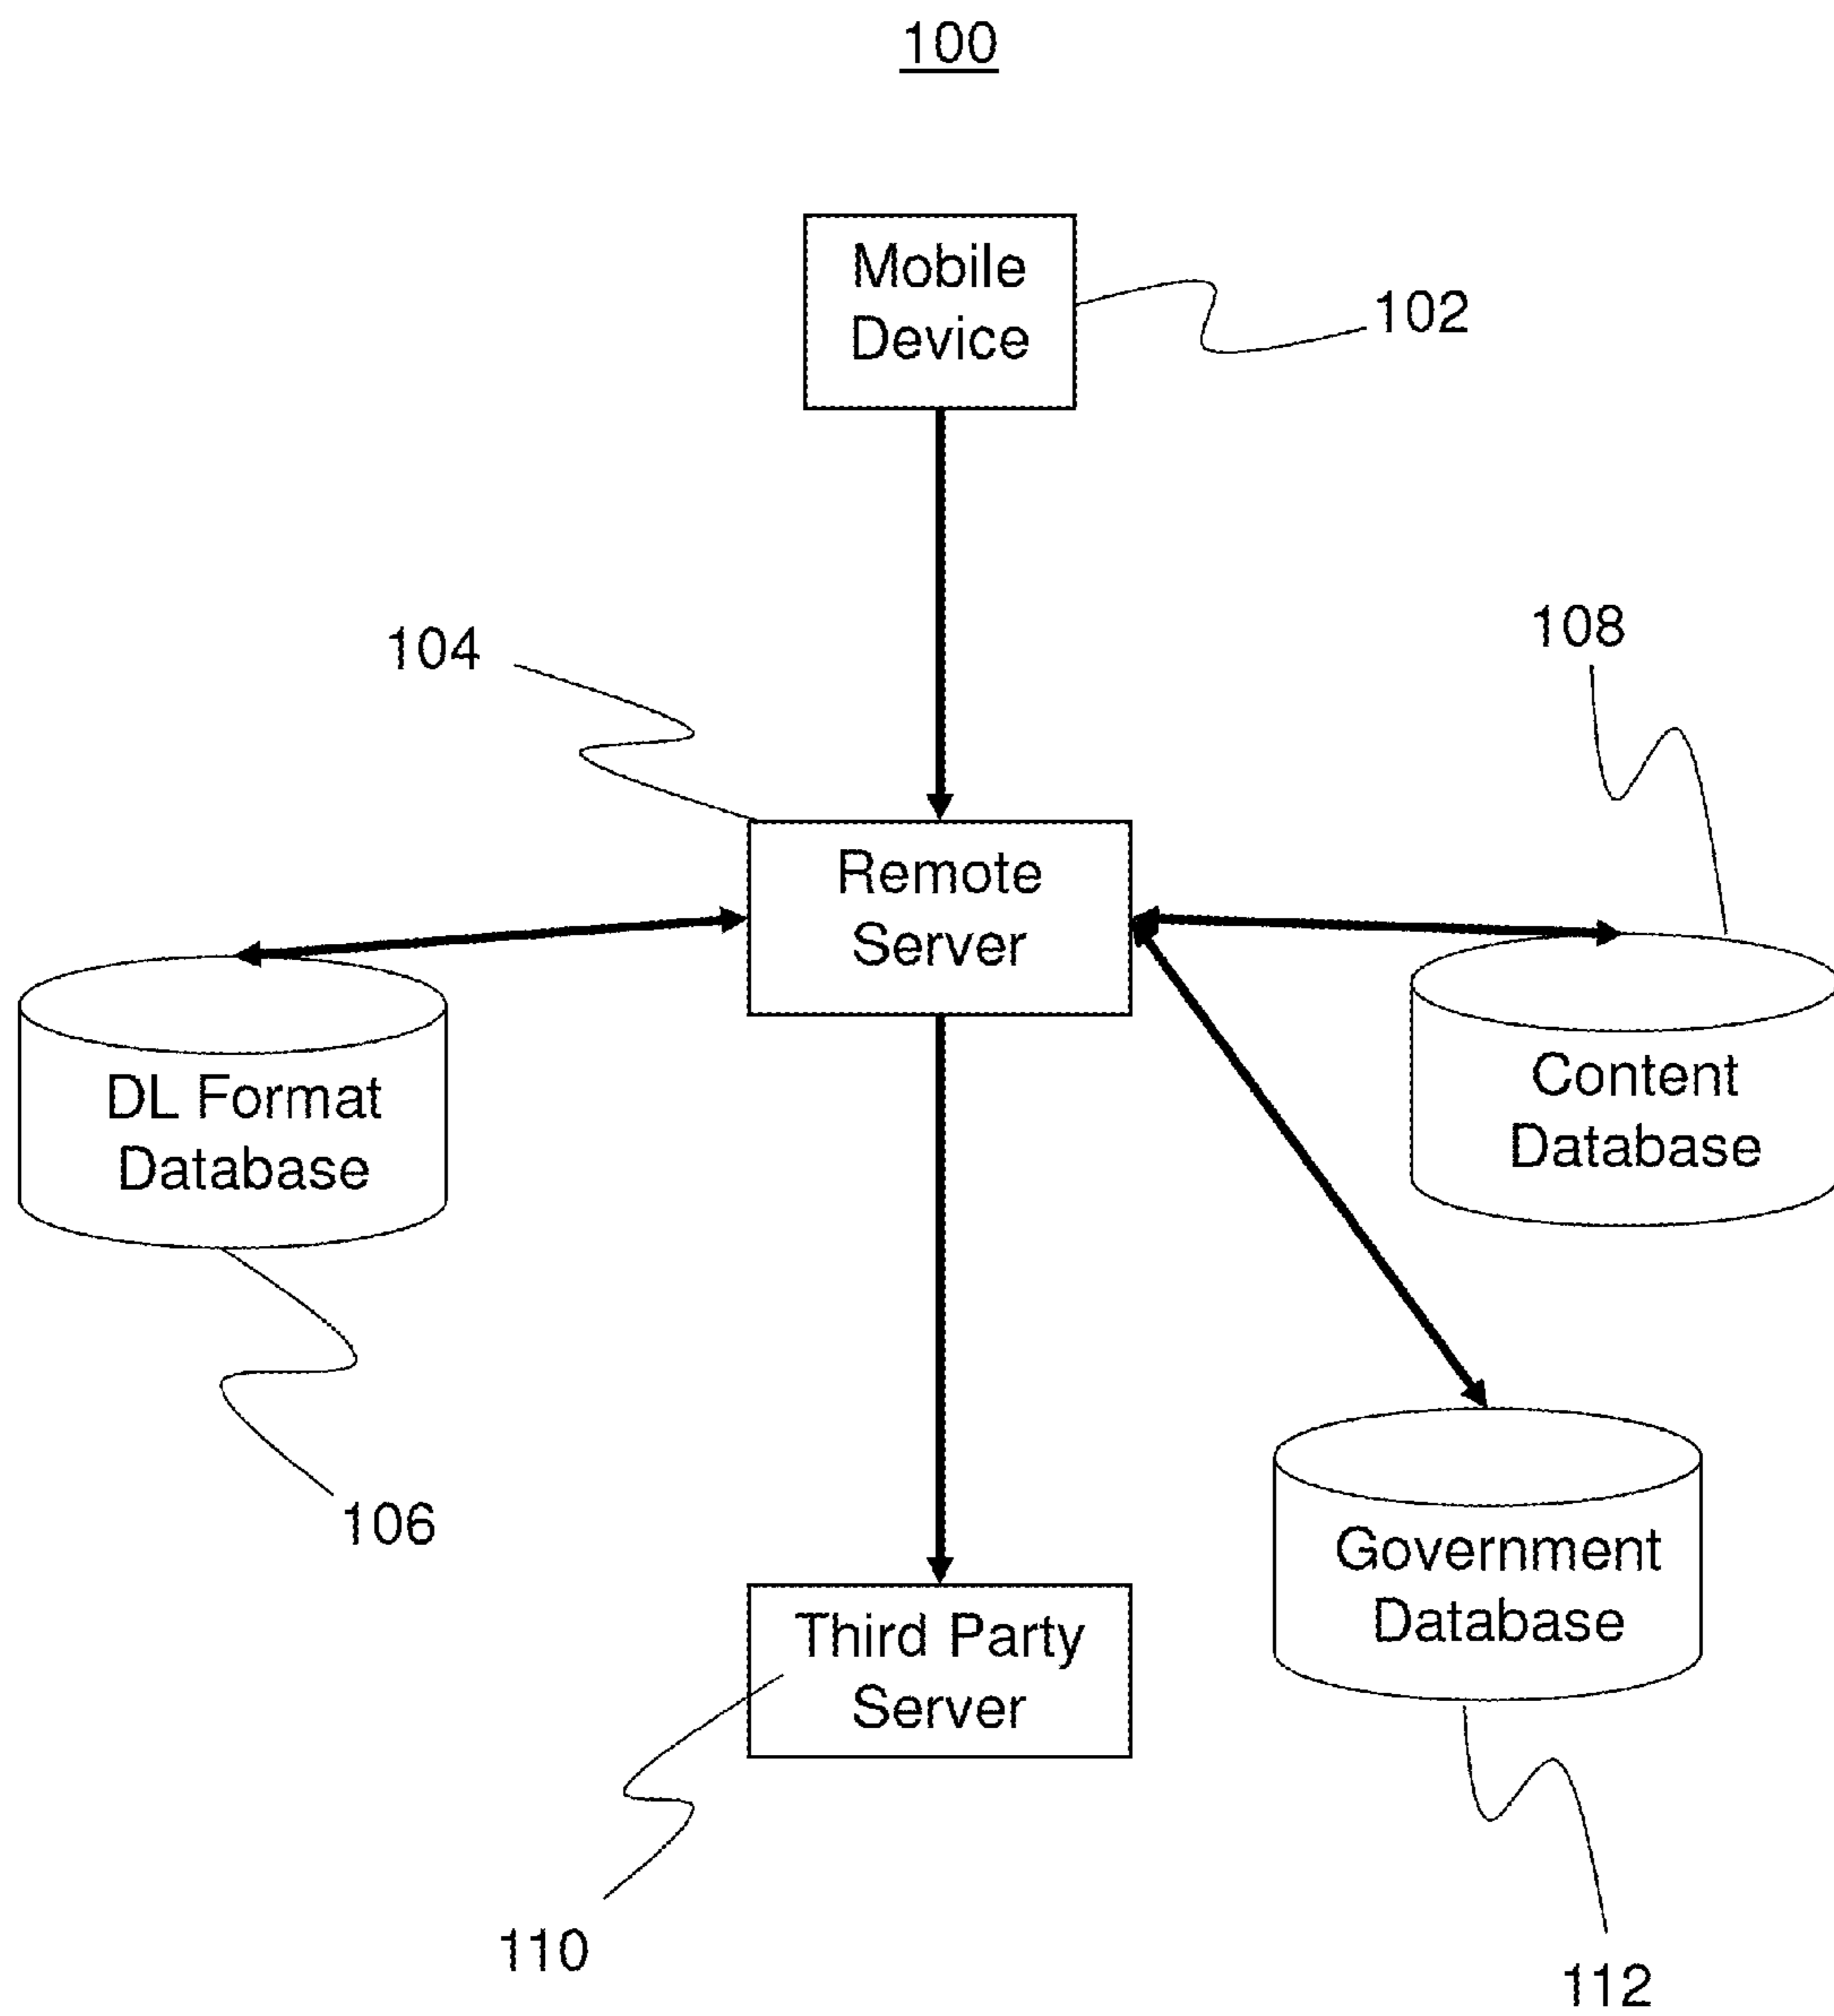 100
Mobile
Device
102
104
108
Remote
Server
DL Format
Database
Content
Database
106
Government
Database
Third Party
Server
110
112